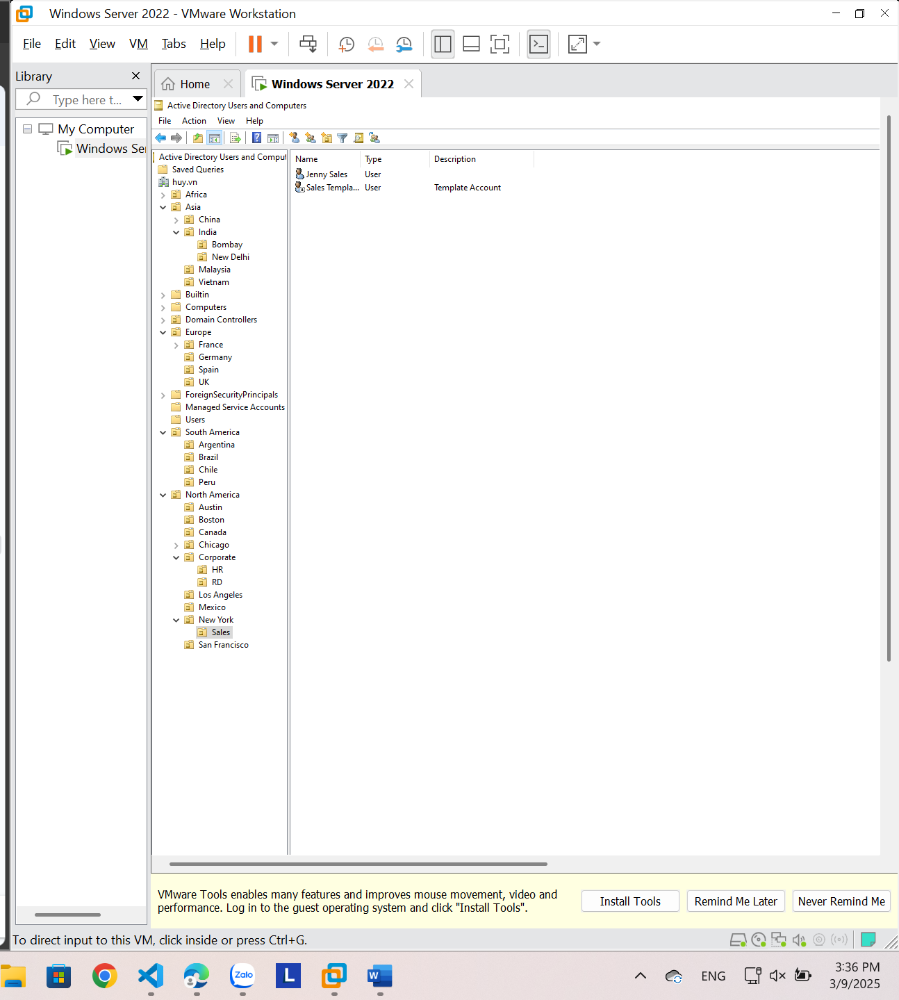 Windows Server 2022 - VMware Workstation
File Edit View VM Tabs Help
Library
Type here t...
My Computer
Windows Ser
Home
Windows Server 2022
Active Directory Users and Computers
File Action View Help
Active Directory Users and Comput
Saved Queries
huy.vn
Africa
Asia
China
India
Bombay
New Delhi
Malaysia
Vietnam
Builtin
Computers
Domain Controllers
Europe
France
Germany
Spain
UK
ForeignSecurityPrincipals
Managed Service Accounts
Users
South America
Argentina
Brazil
Chile
Peru
North America
Austin
Boston
Canada
Chicago
Corporate
HR
RD
Los Angeles
Mexico
New York
Sales
San Francisco
Name Type Description
Jenny Sales User
Sales Templa... User Template Account
VMware Tools enables many features and improves mouse movement, video and
performance. Log in to the guest operating system and click "Install Tools".
Install Tools
Remind Me Later
Never Remind Me
To direct input to this VM, click inside or press Ctrl+G.
Zalo
L
W
ENG
3:36 PM
3/9/2025